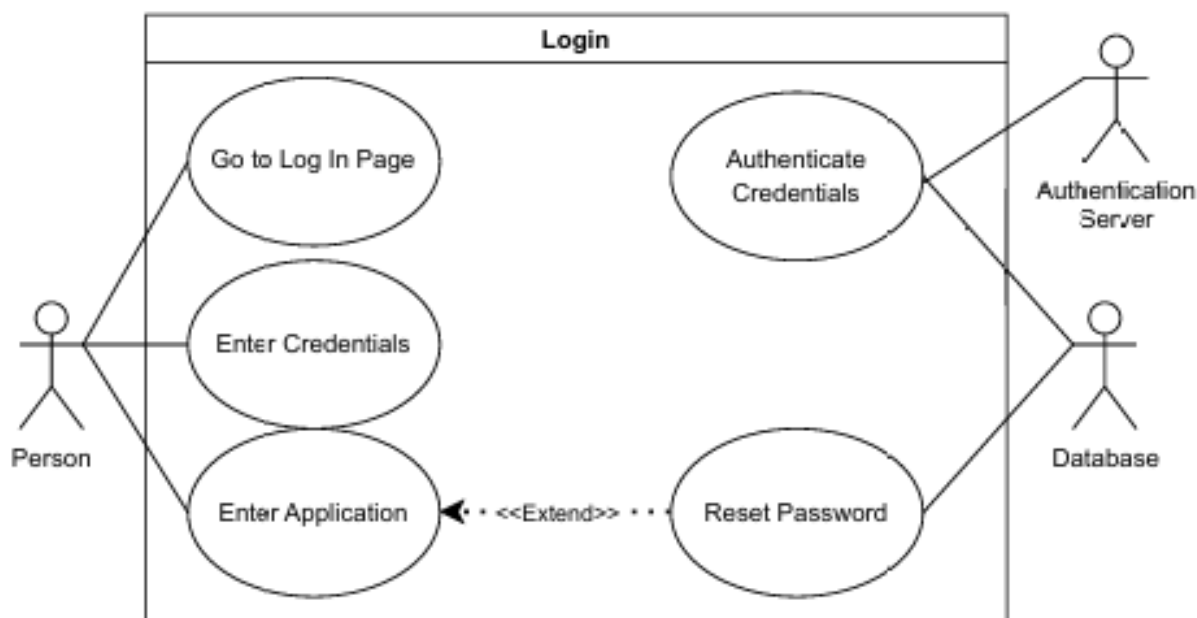 Login
Go to Log In Page
Authenticate
Credentials
Authentication
Server
Enter Credentials
Person
Database
Enter Application
<<Extend>>
Reset Password